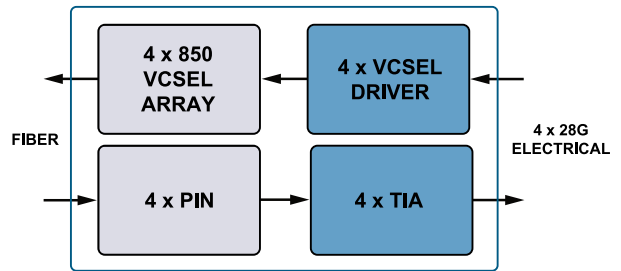 4 x 850
VCSEL
ARRAY
4 x VCSEL
DRIVER
FIBER
4 x 28G
ELECTRICAL
4 x PIN
4 x TIA